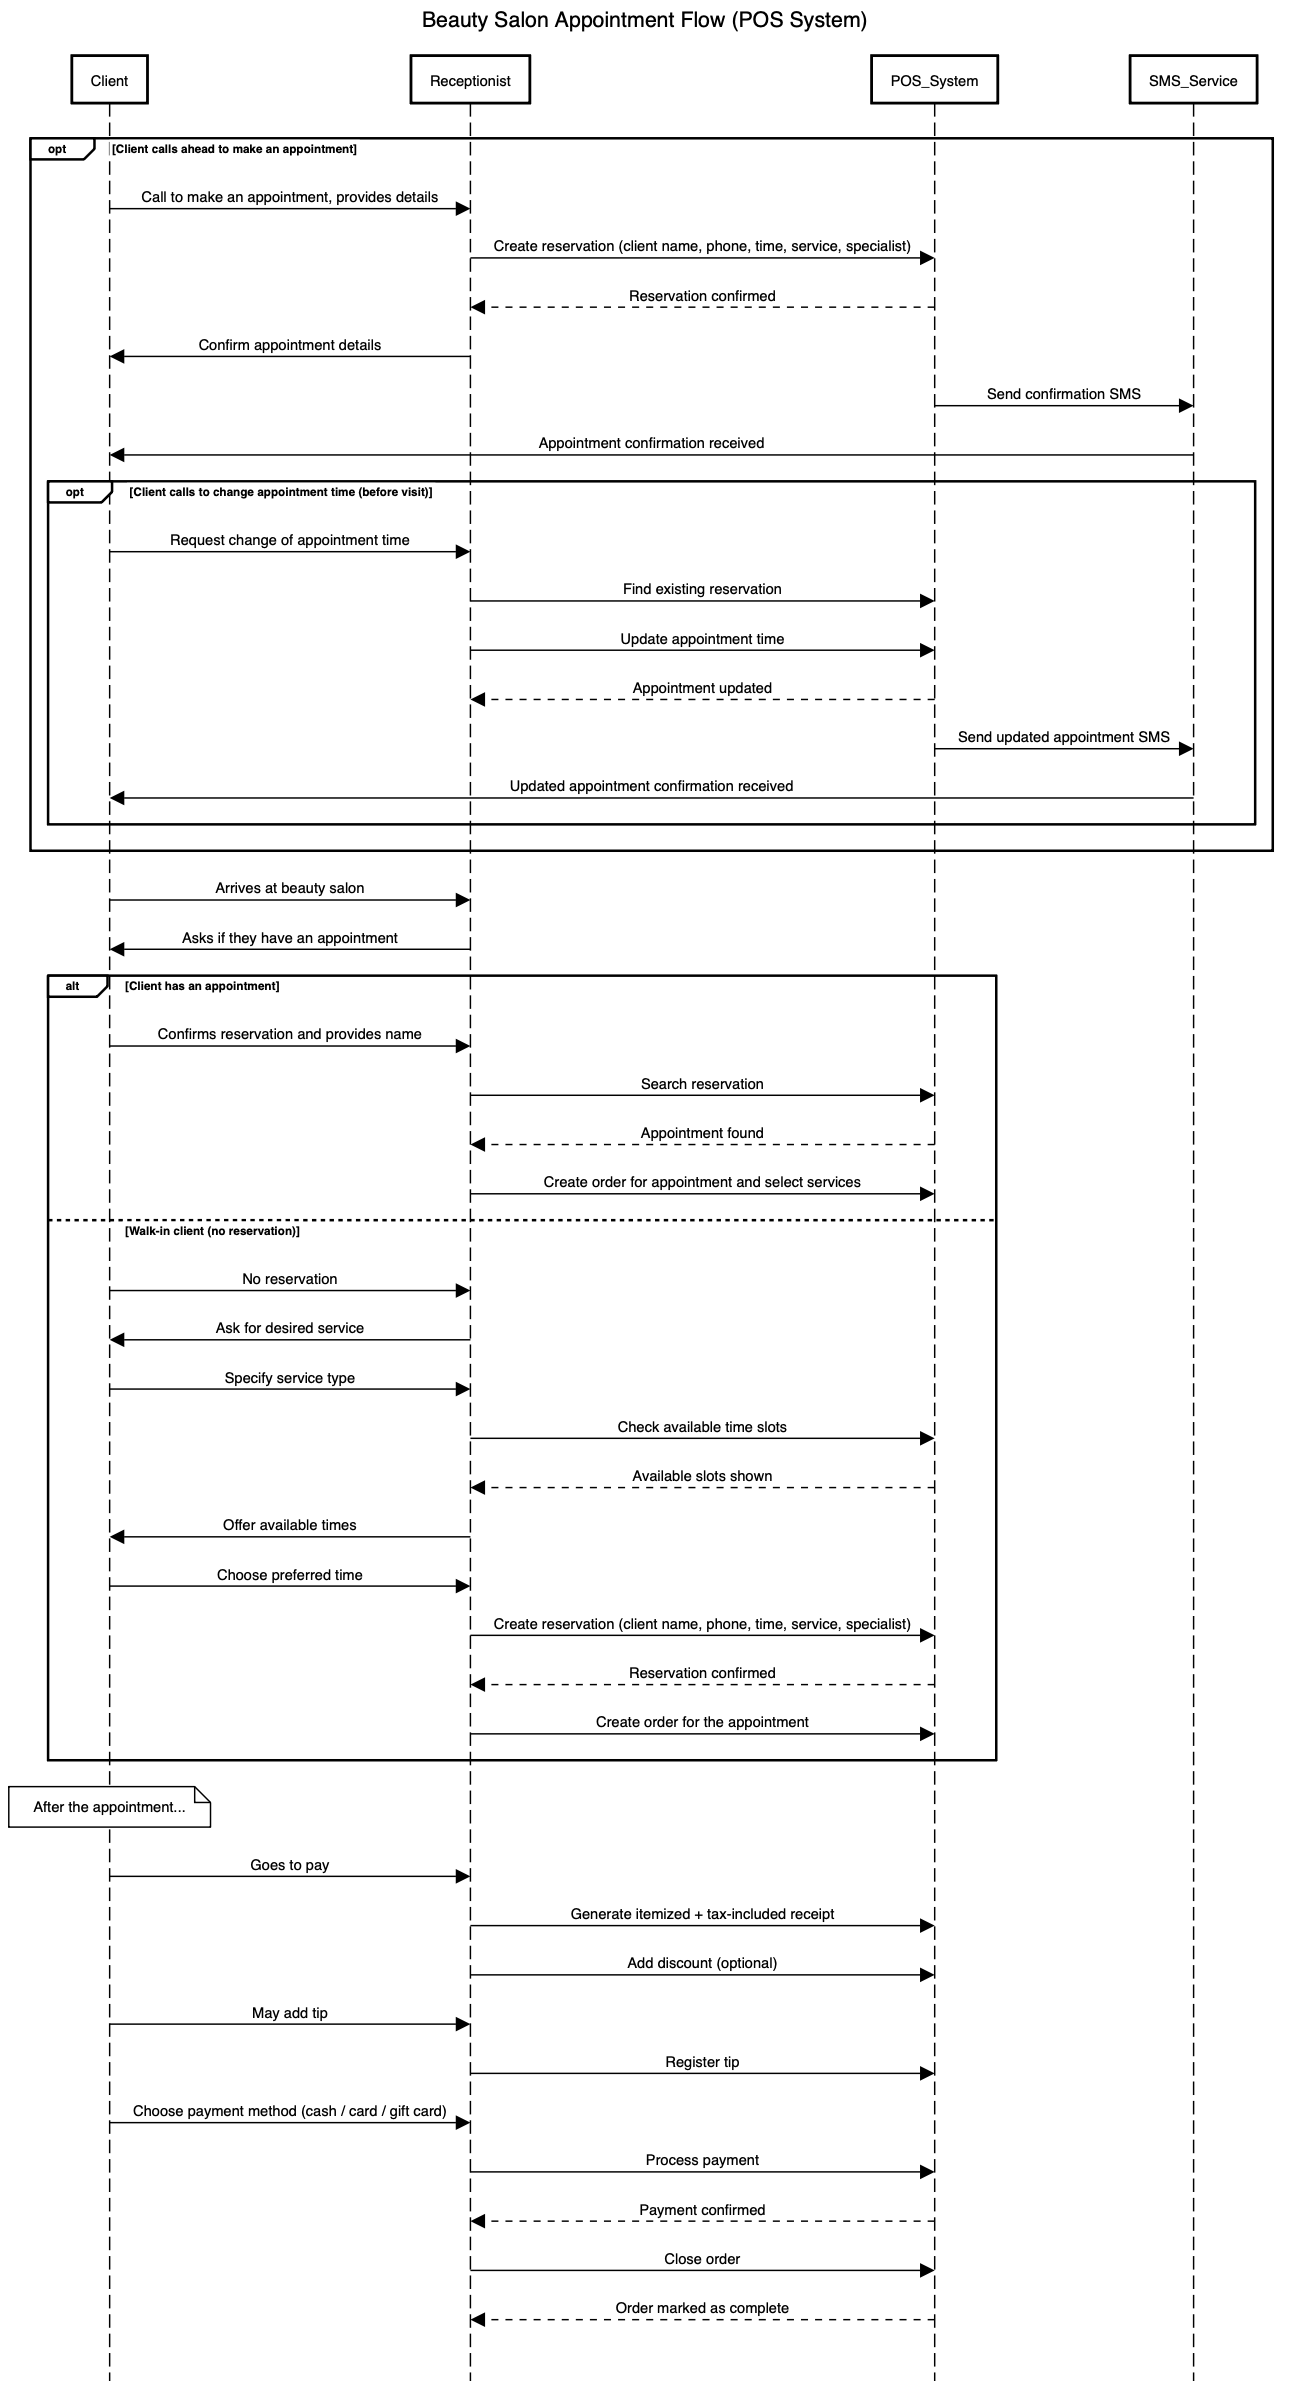 Beauty Salon Appointment Flow (POS System)
Client
Receptionist
POS_System
SMS_Service
opt
[Client calls ahead to make an appointment]
Call to make an appointment, provides details
Create reservation (client name, phone, time, service, specialist)
Reservation confirmed
Confirm appointment details
Send confirmation SMS
Appointment confirmation received
opt
[Client calls to change appointment time (before visit)]
Request change of appointment time
Find existing reservation
Update appointment time
Appointment updated
Send updated appointment SMS
Updated appointment confirmation received
Arrives at beauty salon
Asks if they have an appointment
alt
[Client has an appointment]
Confirms reservation and provides name
Search reservation
Appointment found
Create order for appointment and select services
[Walk-in client (no reservation)]
No reservation
Ask for desired service
Specify service type
Check available time slots
Available slots shown
Offer available times
Choose preferred time
Create reservation (client name, phone, time, service, specialist)
Reservation confirmed
Create order for the appointment
After the appointment...
Goes to pay
Generate itemized + tax-included receipt
Add discount (optional)
May add tip
Register tip
Choose payment method (cash / card / gift card)
Process payment
Payment confirmed
Close order
Order marked as complete